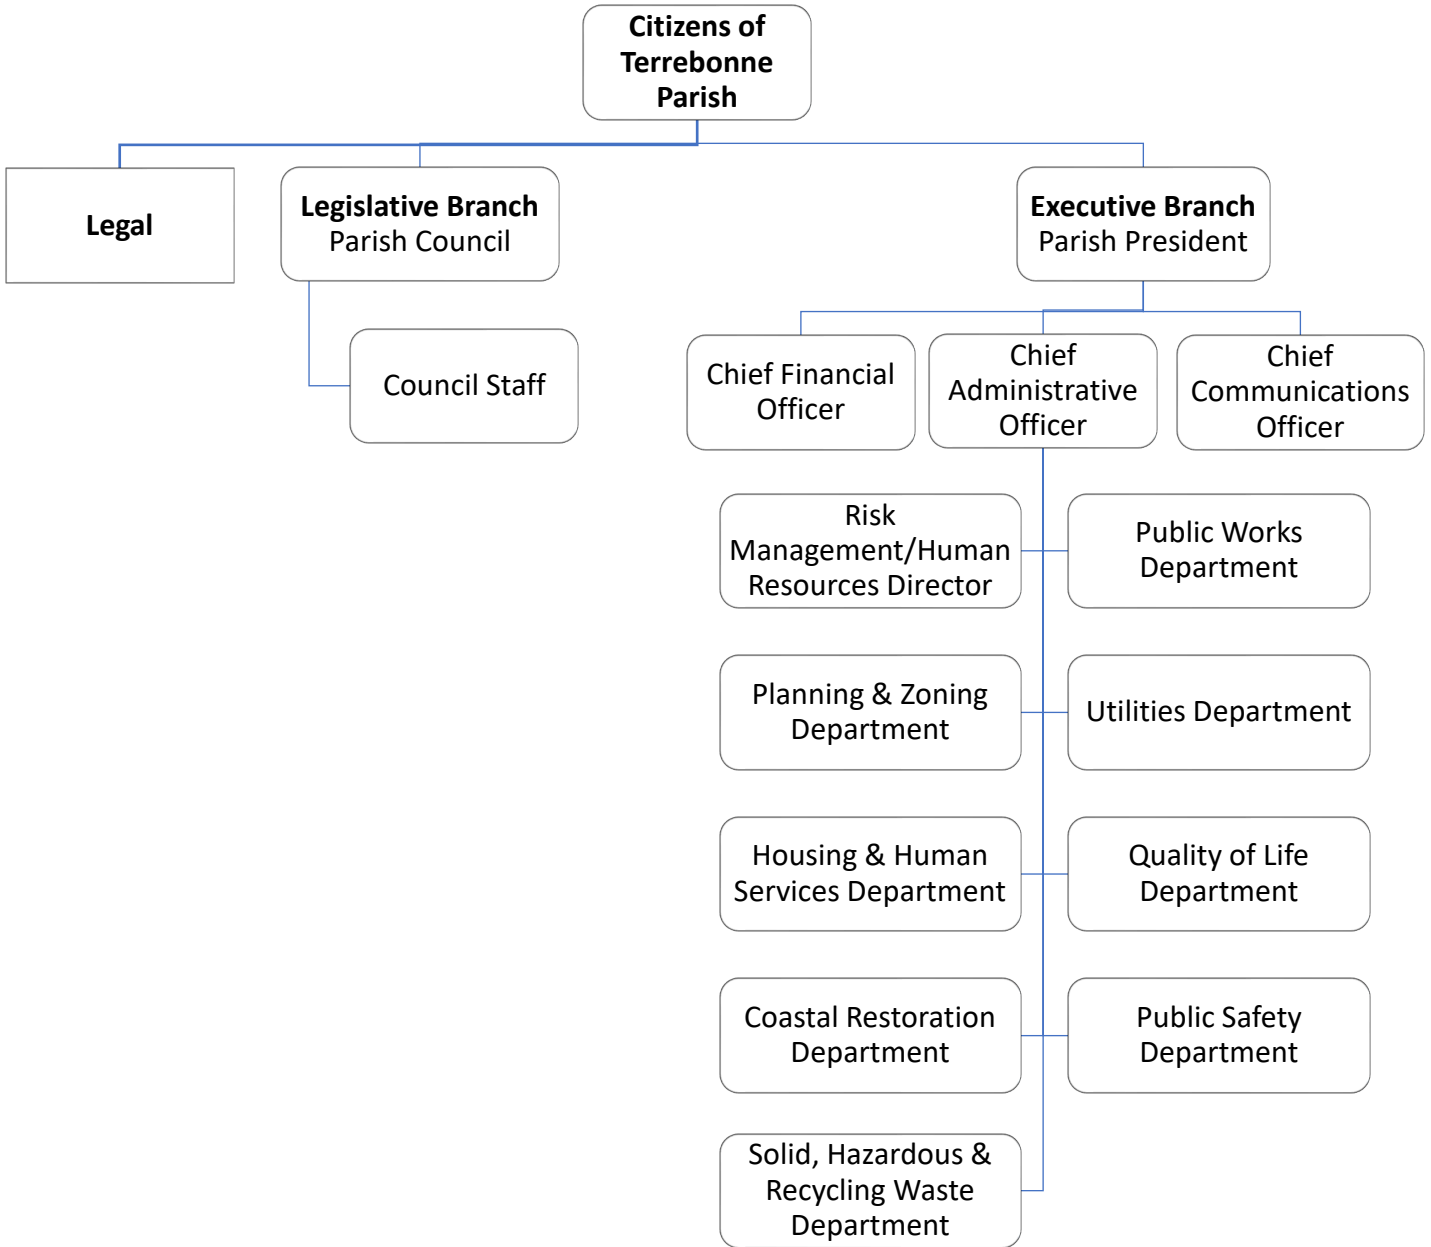 Citizens of
Terrebonne
Parish
Legal
Legislative Branch
Parish Council
Executive Branch
Parish President
Council Staff
Chief Financial
Officer
Chief
Administrative
Officer
Chief
Communications
Officer
Risk
Management/Human
Resources Director
Public Works
Department
Planning & Zoning
Department
Utilities Department
Housing & Human
Services Department
Quality of Life
Department
Coastal Restoration
Department
Public Safety
Department
Solid, Hazardous &
Recycling Waste
Department